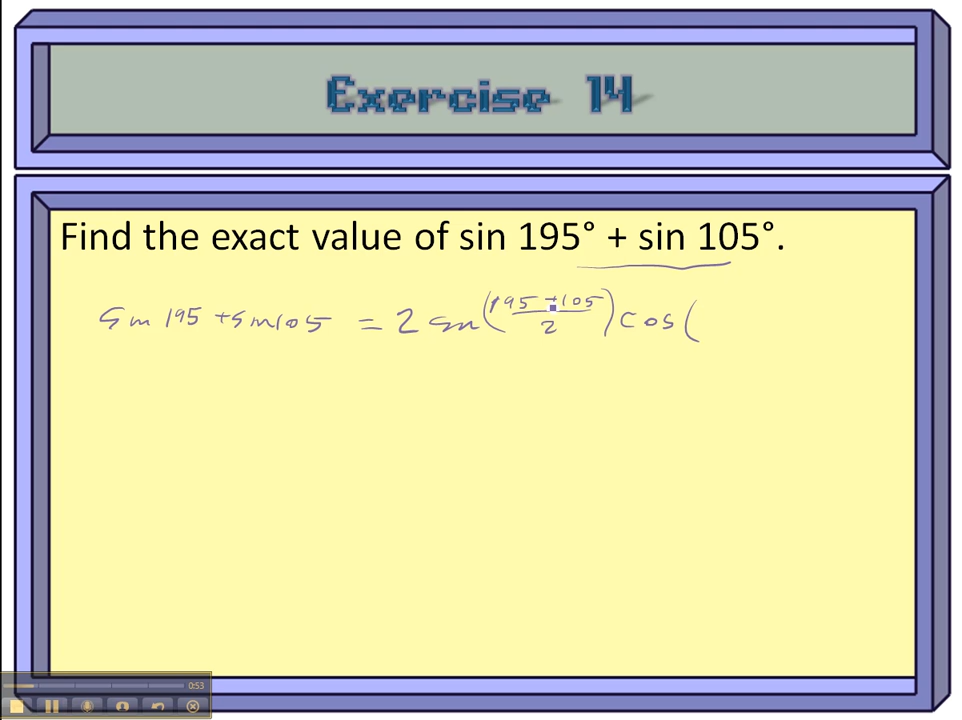 Exercise 14
Find the exact value of sin 195° + sin 105°.
sin 195 + sin 105 = 2 sin (195 + 105 / 2) cos (
0:53